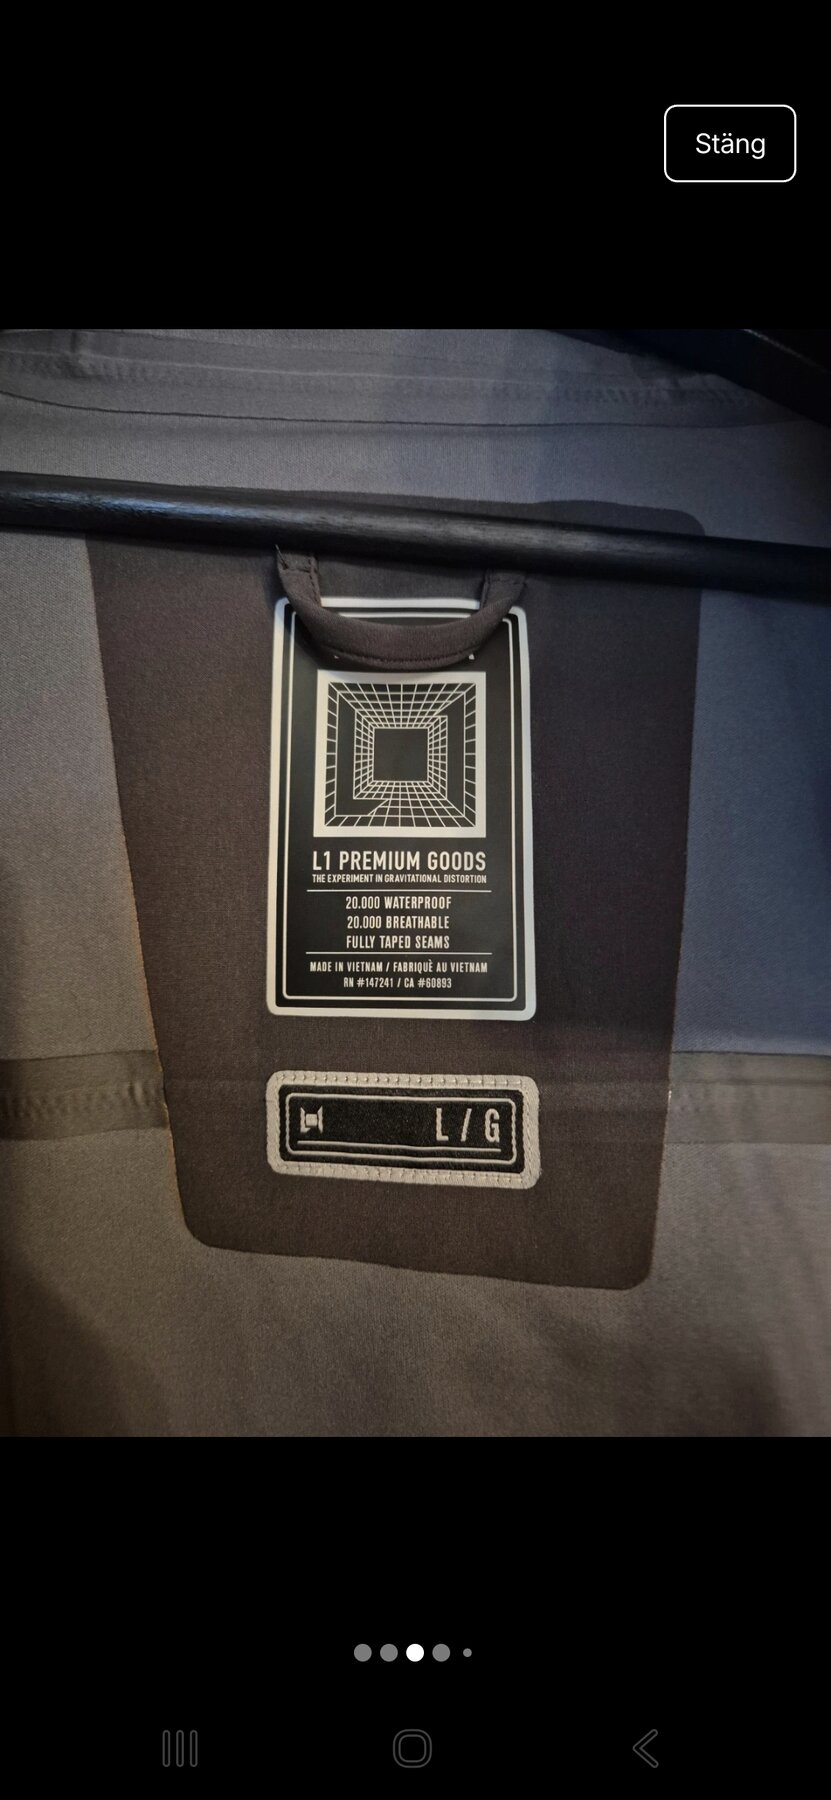 Stäng
L1 PREMIUM GOODS
THE EXPERIMENT IN GRAVITATIONAL DISTORTION
20.000 WATERPROOF
20.000 BREATHABLE
FULLY TAPED SEAMS
MADE IN VIETNAM / FABRIQUÈ AU VIETNAM
RN #147241 / CA #60893
L / G